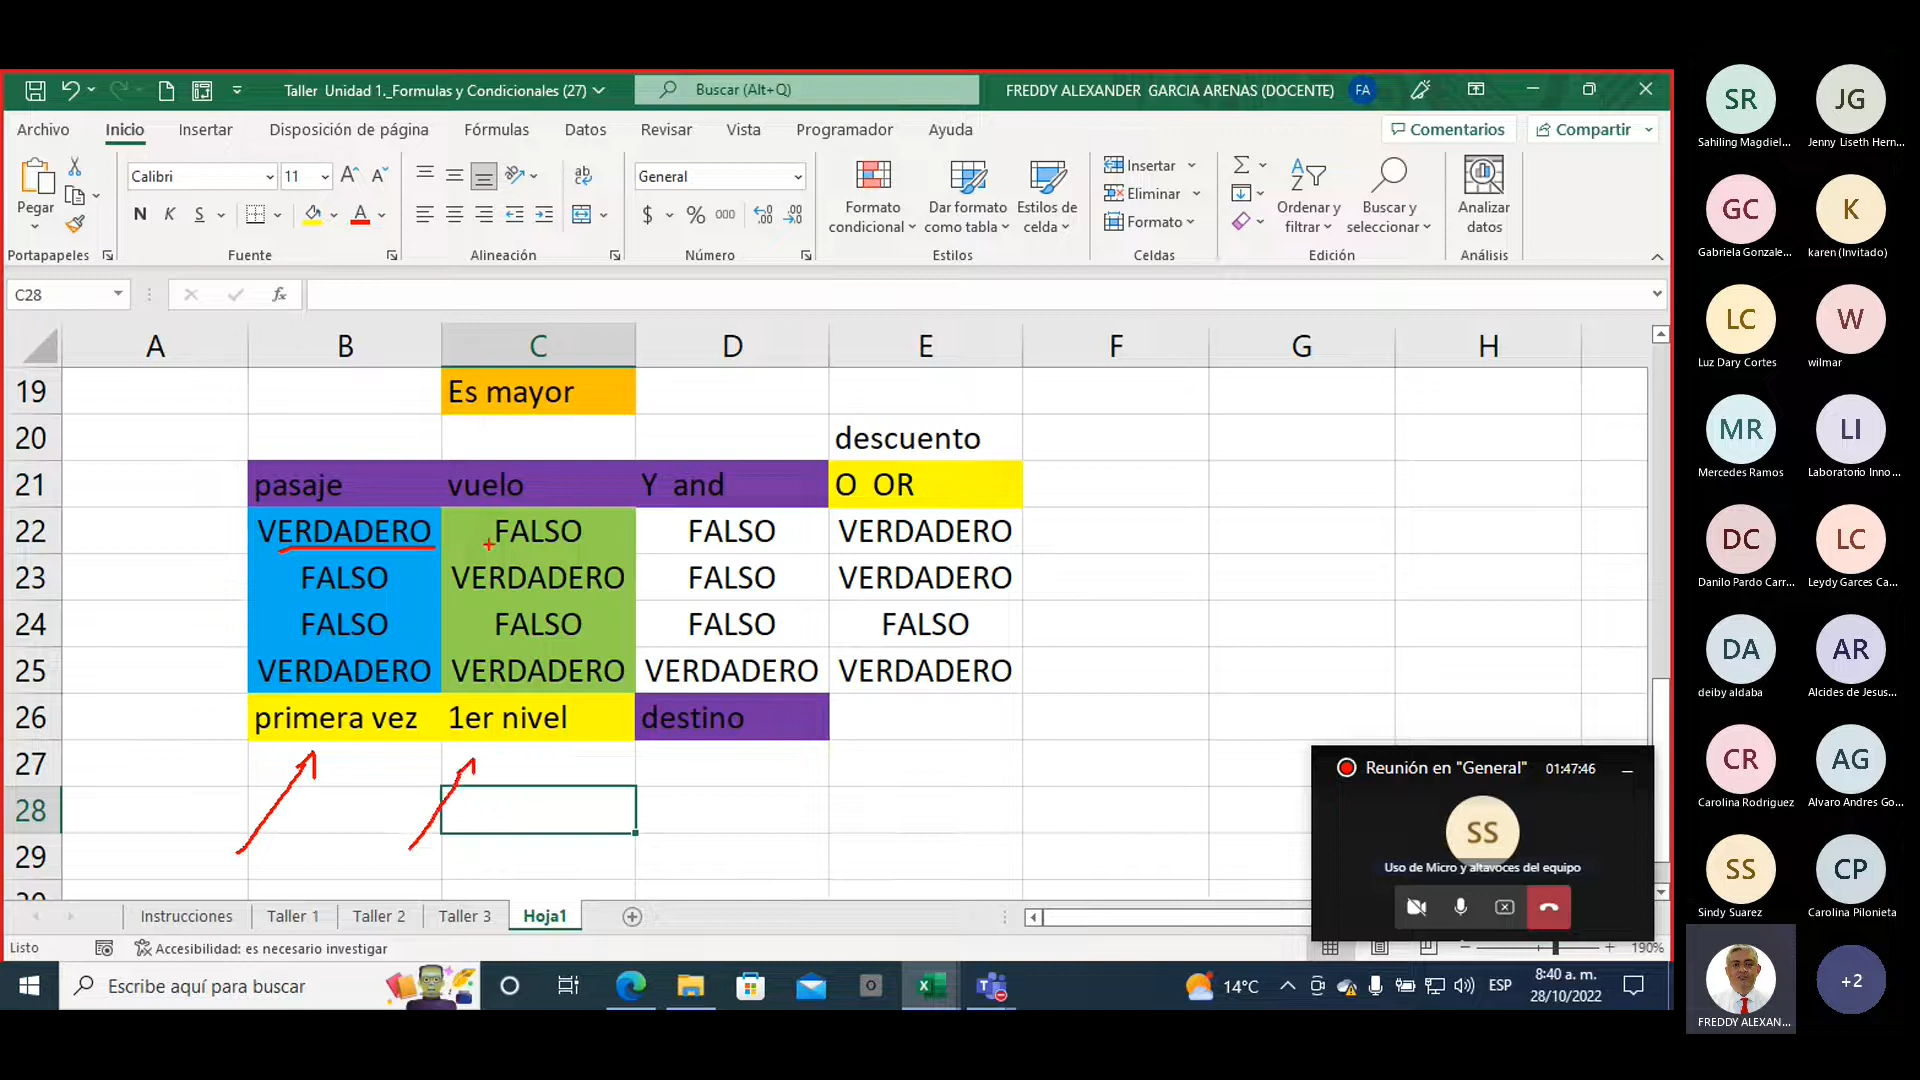 Taller Unidad 1._Formulas y Condicionales (27)
Buscar (Alt+Q)
FREDDY ALEXANDER GARCIA ARENAS (DOCENTE)
FA
Archivo Inicio Insertar Disposición de página Fórmulas Datos Revisar Vista Programador Ayuda
Comentarios
Compartir
Pegar
Portapapeles
Calibri 11
N K S
Fuente
ab
Alineación
General
$ % 000
Número
Formato condicional
Dar formato como tabla
Estilos de celda
Estilos
Insertar
Eliminar
Formato
Celdas
Ordenar y filtrar
Buscar y seleccionar
Edición
Analizar datos
Análisis
C28
fx
A B C D E F G H
19 Es mayor
20 descuento
21 pasaje vuelo Y and O OR
22 VERDADERO FALSO FALSO VERDADERO
23 FALSO VERDADERO FALSO VERDADERO
24 FALSO FALSO FALSO FALSO
25 VERDADERO VERDADERO VERDADERO VERDADERO
26 primera vez 1er nivel destino
27
28
29
Reunión en "General" 01:47:46
SS
Uso de Micro y altavoces del equipo
Instrucciones Taller 1 Taller 2 Taller 3 Hoja1
Listo
Accesibilidad: es necesario investigar
190%
Escribe aquí para buscar
14°C
ESP
8:40 a. m.
28/10/2022
SR JG
Sahiling Magdiel... Jenny Liseth Hern...
GC K
Gabriela Gonzale... karen (Invitado)
LC W
Luz Dary Cortes wilmar
MR LI
Mercedes Ramos Laboratorio Inno...
DC LC
Danilo Pardo Carr... Leydy Garces Ca...
DA AR
deiby aldaba Alcides de Jesus...
CR AG
Carolina Rodriguez Alvaro Andres Go...
SS CP
Sindy Suarez Carolina Pilonieta
+2
FREDDY ALEXAN...